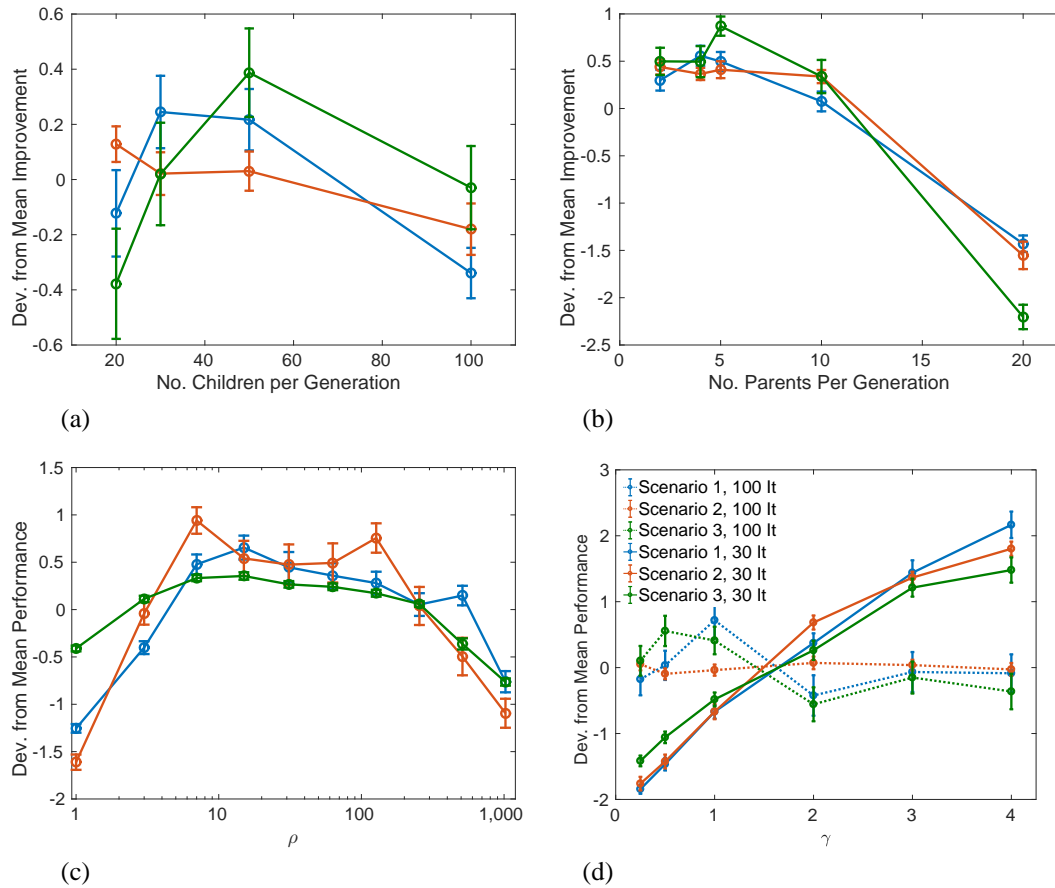 0.6
0.4
0.2
0
-0.2
-0.4
-0.6
Dev. from Mean Improvement
20 40 60 80 100
No. Children per Generation
(a)
1
0.5
0
-0.5
-1
-1.5
-2
-2.5
Dev. from Mean Improvement
0 5 10 15 20
No. Parents Per Generation
(b)
1.5
1
0.5
0
-0.5
-1
-1.5
-2
Dev. from Mean Performance
1 10 100 1,000
ρ
(c)
3
2
1
0
-1
-2
Dev. from Mean Performance
Scenario 1, 100 It
Scenario 2, 100 It
Scenario 3, 100 It
Scenario 1, 30 It
Scenario 2, 30 It
Scenario 3, 30 It
0 1 2 3 4
γ
(d)